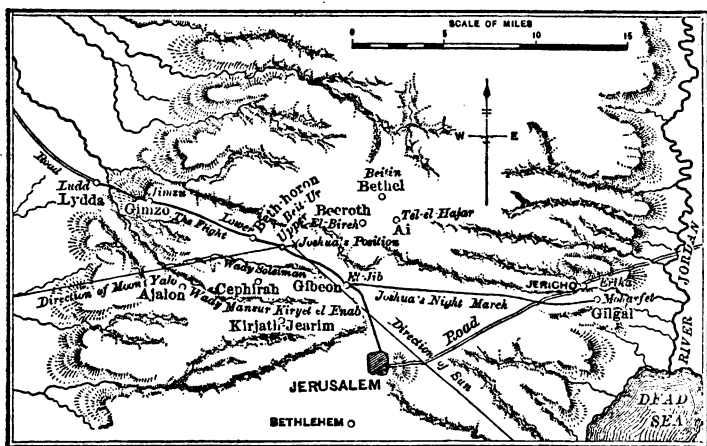 SCALE OF MILES
0 5 10 15
W E
Road
Ludd
Lydda
Jimzu
Gimzo
The Flight
Lower
Beth-horon
Beit Ur
Upper
Beitin
Bethel
Beeroth
El-Bireh
Tel-el Hajar
Ai
Joshua's Position
Wady Suleiman
Direction of Moon
Yalo
Ajalon
Cephirah
Gibeon
El-Jib
Wady Mansur
Kiryet el Enab
Kirjath Jearim
Joshua's Night March
JERICHO
Eriha
Gilgal
Road
Direction of Sun
JERUSALEM
BETHLEHEM
RIVER JORDAN
DEAD
SEA